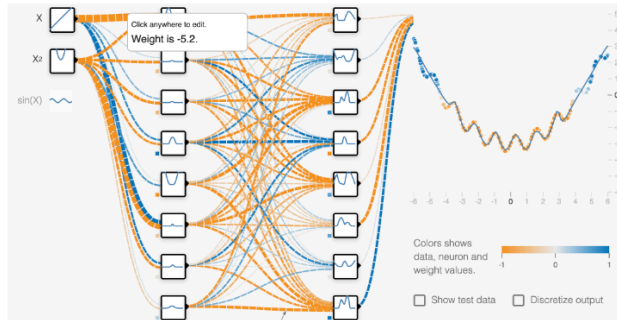 X
Click anywhere to edit.
Weight is -5.2.
X2
sin(X)
-6 -5 -4 -3 -2 -1 0 1 2 3 4 5 6
0
Colors shows
data, neuron and
weight values.
-1 0 1
Show test data
Discretize output